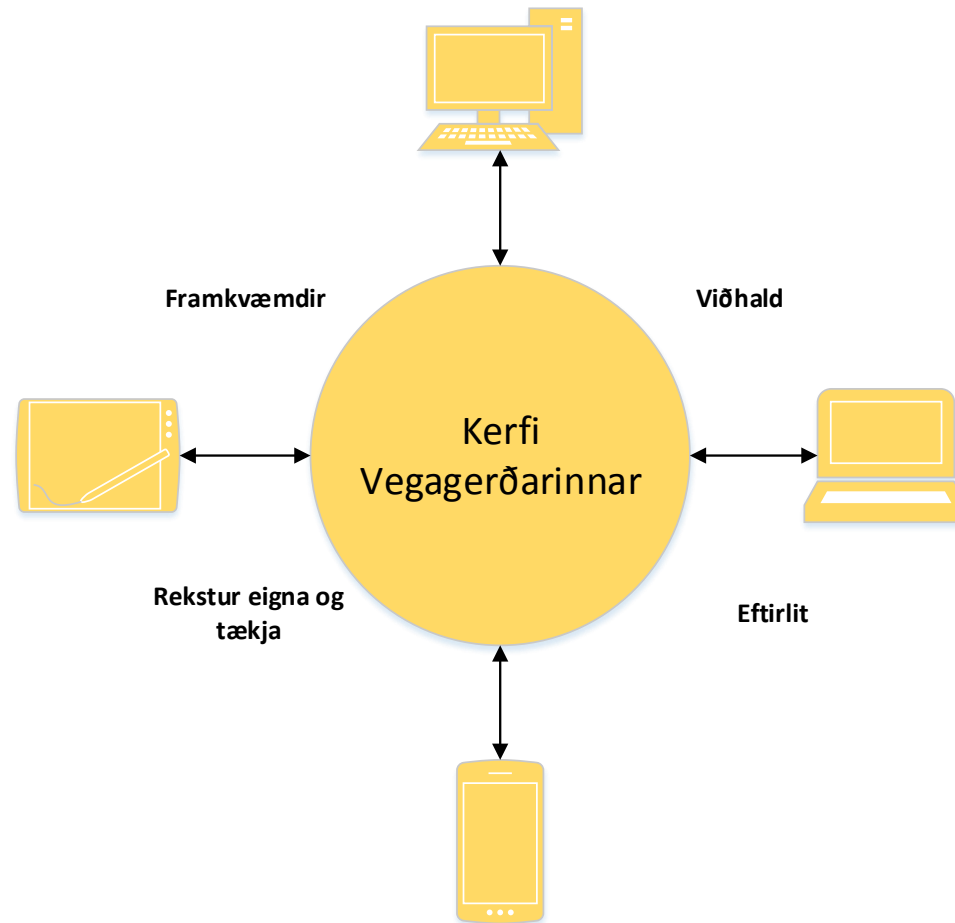 Framkvæmdir
Viðhald
Kerfi
Vegagerðarinnar
Rekstur eigna og
tækja
Eftirlit